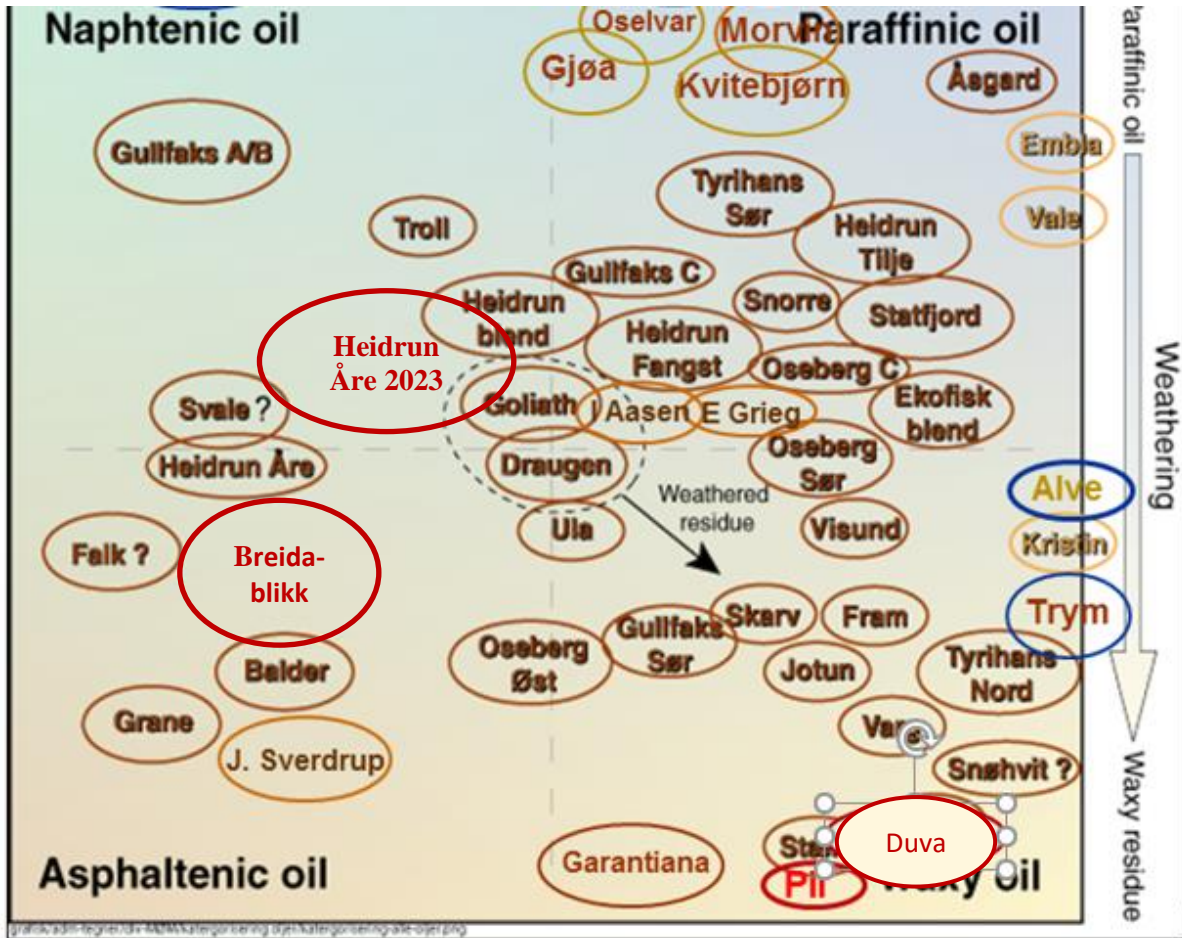 Naphtenic oil
Oselvar
Paraffinic oil
Gjøa
Kvitebjørn
Åsgard
Paraffinic oil
Gullfaks A/B
Embla
Tyrihans
Sør
Vale
Troll
Heidrun
Tilje
Gullfaks C
Heidrun
blend
Snorre
Statfjord
Heidrun
Åre 2023
Heidrun
Fangst
Oseberg C
Svale ?
Goliath
I Aasen
E Grieg
Ekofisk
blend
Weathering
Heidrun Åre
Draugen
Oseberg
Sør
Alve
Weathered
residue
Ula
Visund
Kristin
Falk ?
Breida-
blikk
Skarv
Fram
Trym
Gullfaks
Sør
Oseberg
Øst
Jotun
Tyrihans
Nord
Balder
Grane
J. Sverdrup
Snøhvit ?
Waxy residue
Duva
Garantiana
Asphaltenic oil
oil